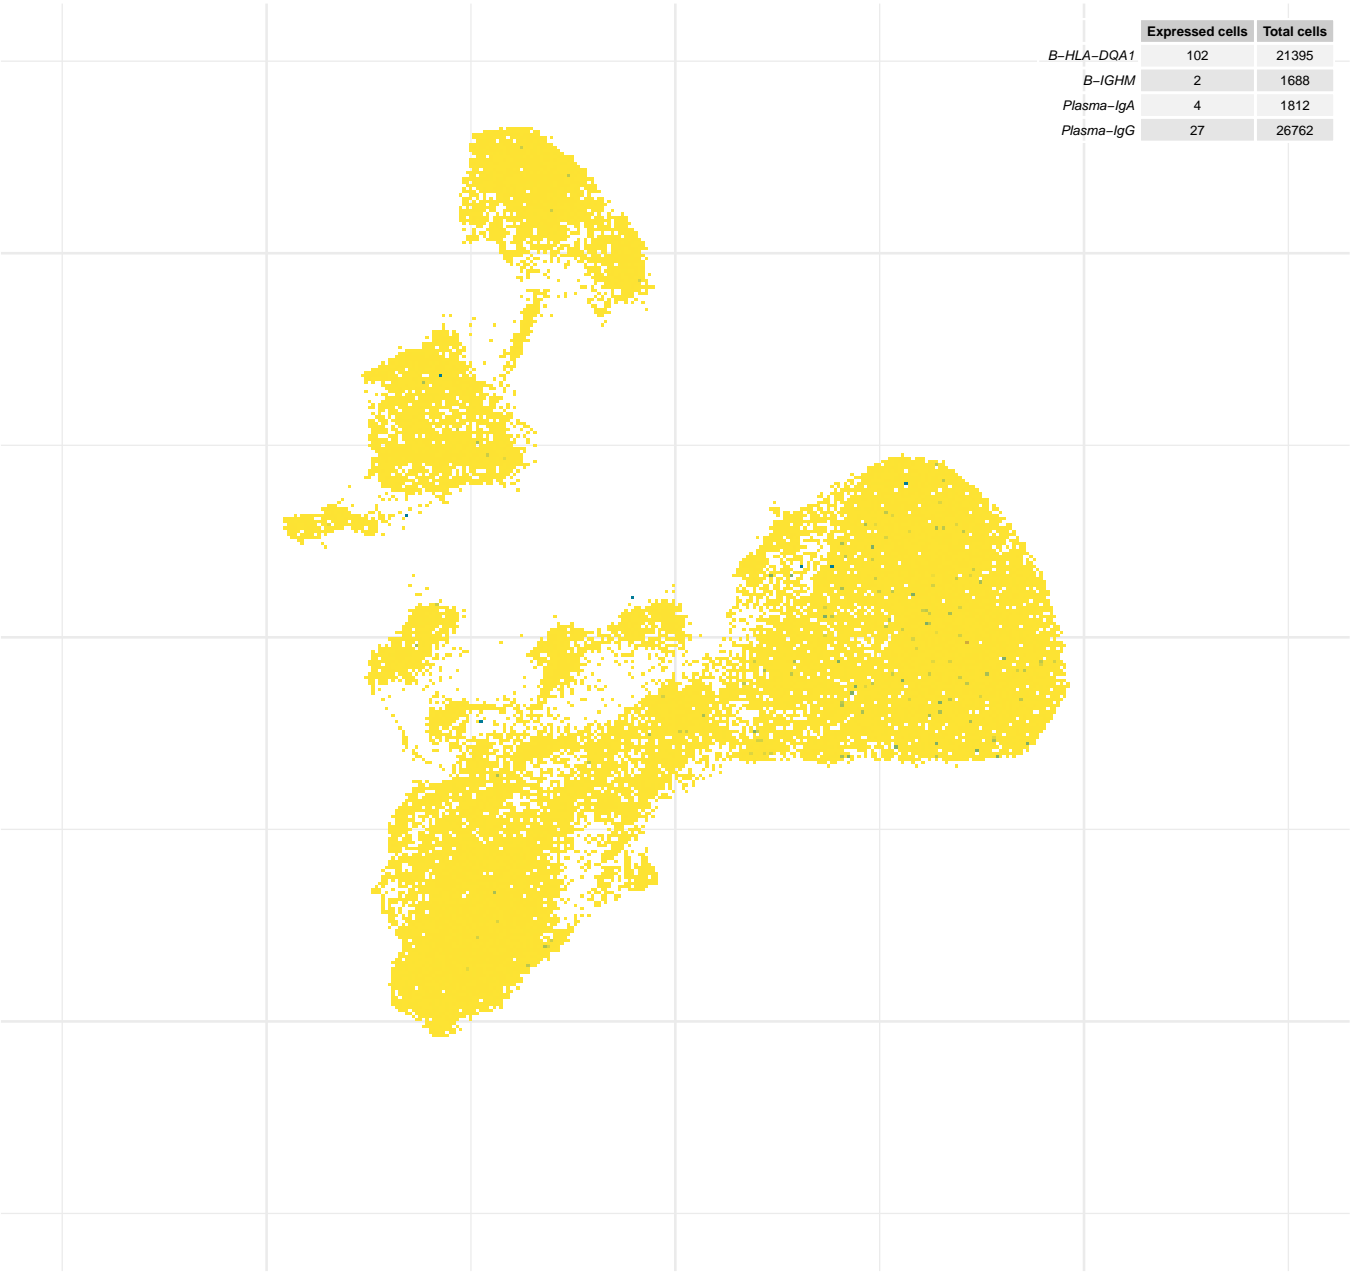 Expressed cells Total cells
B−HLA−DQA1 102 21395
B−IGHM 2 1688
Plasma−IgA 4 1812
Plasma−IgG 27 26762